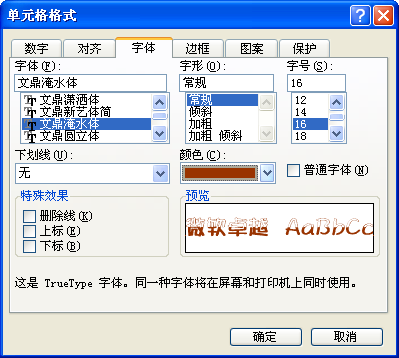 单元格格式
数字 对齐 字体 边框 图案 保护
字体(F): 字形(O): 字号(S):
文鼎淹水体 常规 16
文鼎潇洒体 常规 12
文鼎新艺体简 倾斜 14
文鼎淹水体 加粗 16
文鼎圆立体 加粗 倾斜 18
下划线(U): 颜色(C):
无 普通字体(N)
特殊效果 预览
删除线(K)
上标(E)
下标(B)
微软卓越 AaBbCc
这是 TrueType 字体。同一种字体将在屏幕和打印机上同时使用。
确定 取消